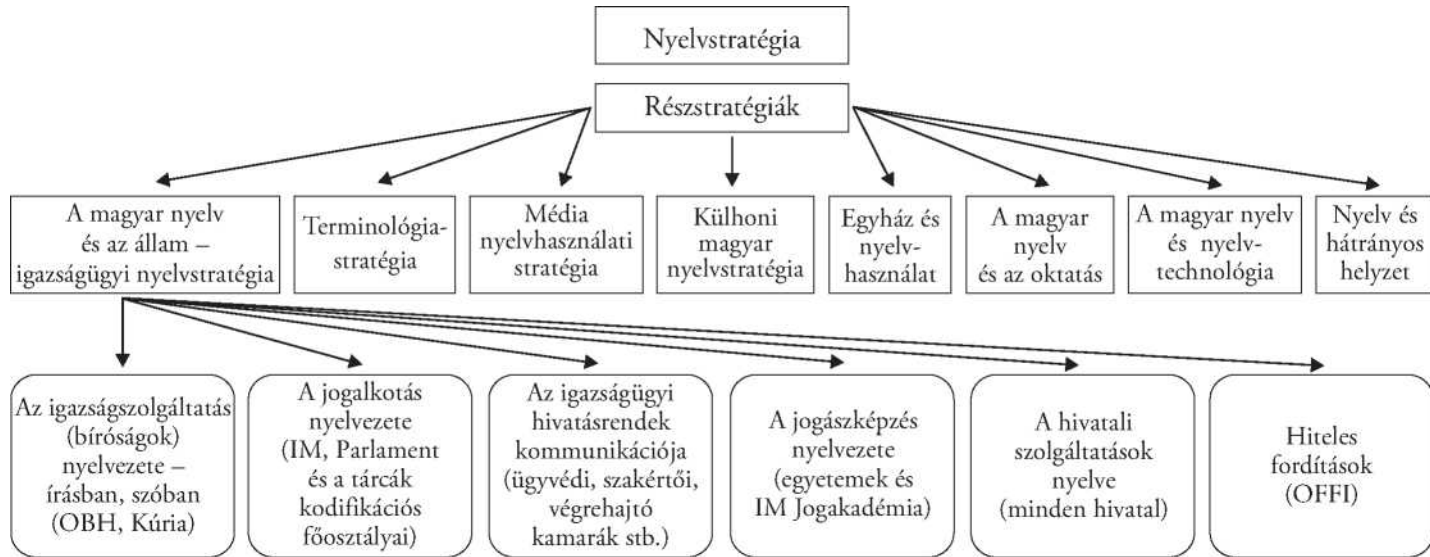 Nyelvstratégia
Részstratégiák
A magyar nyelv
és az állam –
igazságügyi nyelvstratégia
Terminológia-
stratégia
Média
nyelvhasználati
stratégia
Külhoni
magyar
nyelvstratégia
Egyház és
nyelv-
használat
A magyar
nyelv
és az oktatás
A magyar nyelv
és nyelv-
technológia
Nyelv és
hátrányos
helyzet
Az igazságszolgáltatás
(bíróságok)
nyelvezete –
írásban, szóban
(OBH, Kúria)
A jogalkotás
nyelvezete
(IM, Parlament
és a tárcák
kodifikációs
főosztályai)
Az igazságügyi
hivatásrendek
kommunikációja
(ügyvédi, szakértői,
végrehajtó
kamarák stb.)
A jogászképzés
nyelvezete
(egyetemek és
IM Jogakadémia)
A hivatali
szolgáltatások
nyelve
(minden hivatal)
Hiteles
fordítások
(OFFI)